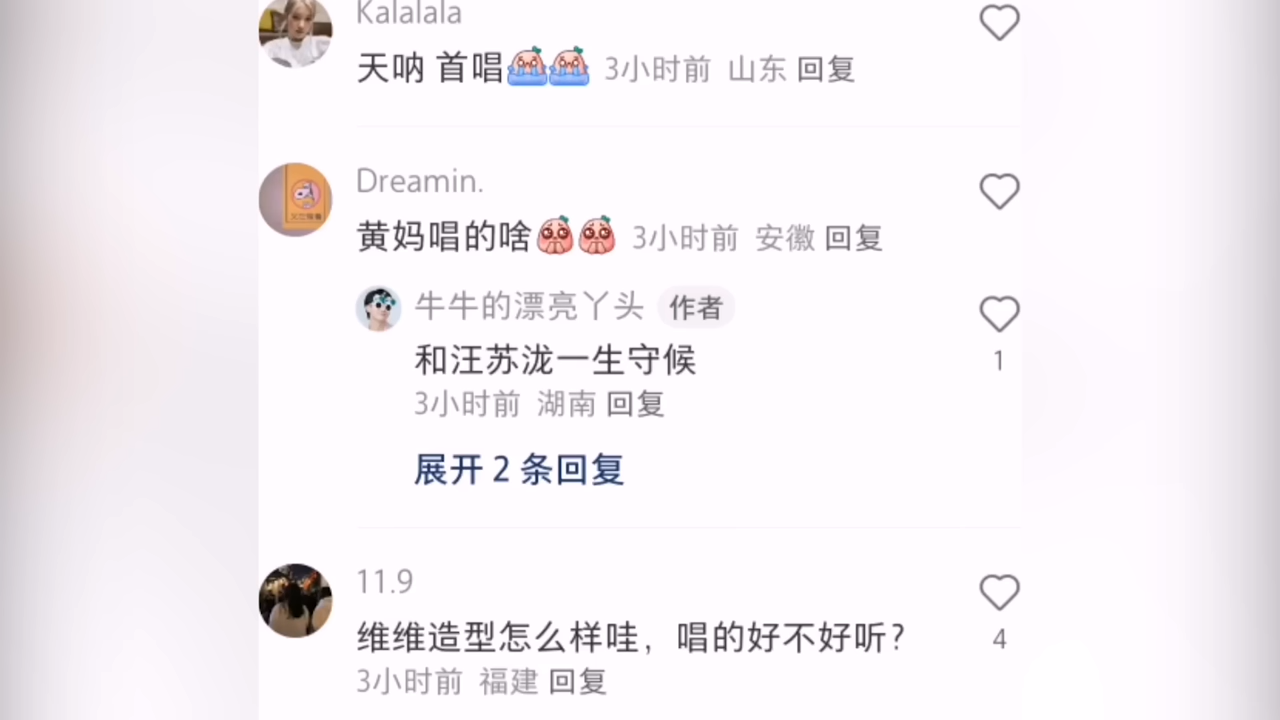 Kalalala
天呐 首唱 3小时前 山东 回复
Dreamin.
黄妈唱的啥 3小时前 安徽 回复
牛牛的漂亮丫头 作者
和汪苏泷一生守候
1
3小时前 湖南 回复
展开 2 条回复
11.9
维维造型怎么样哇，唱的好不好听？
4
3小时前 福建 回复